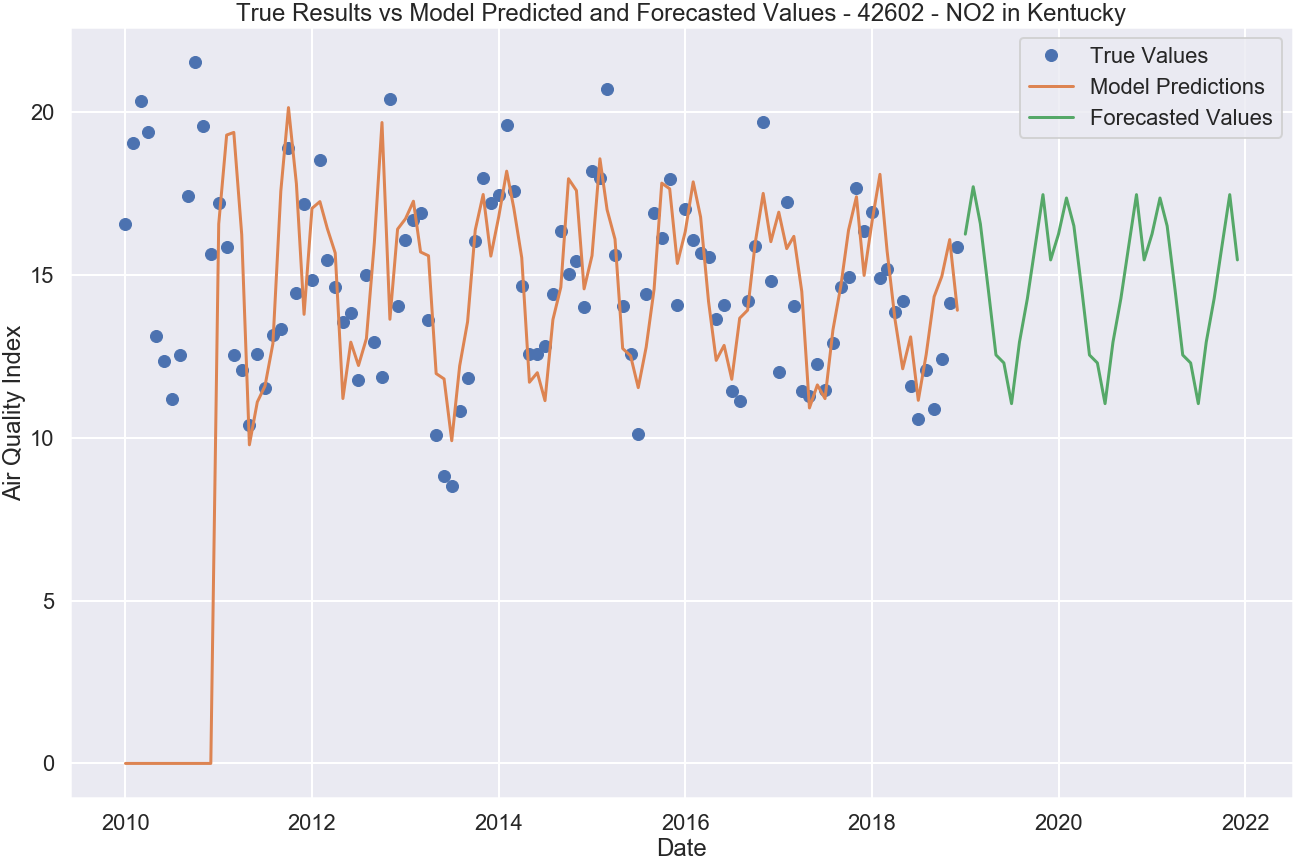 True Results vs Model Predicted and Forecasted Values - 42602 - NO2 in Kentucky
True Values
Model Predictions
Forecasted Values
Air Quality Index
20
15
10
5
0
2010 2012 2014 2016 2018 2020 2022
Date